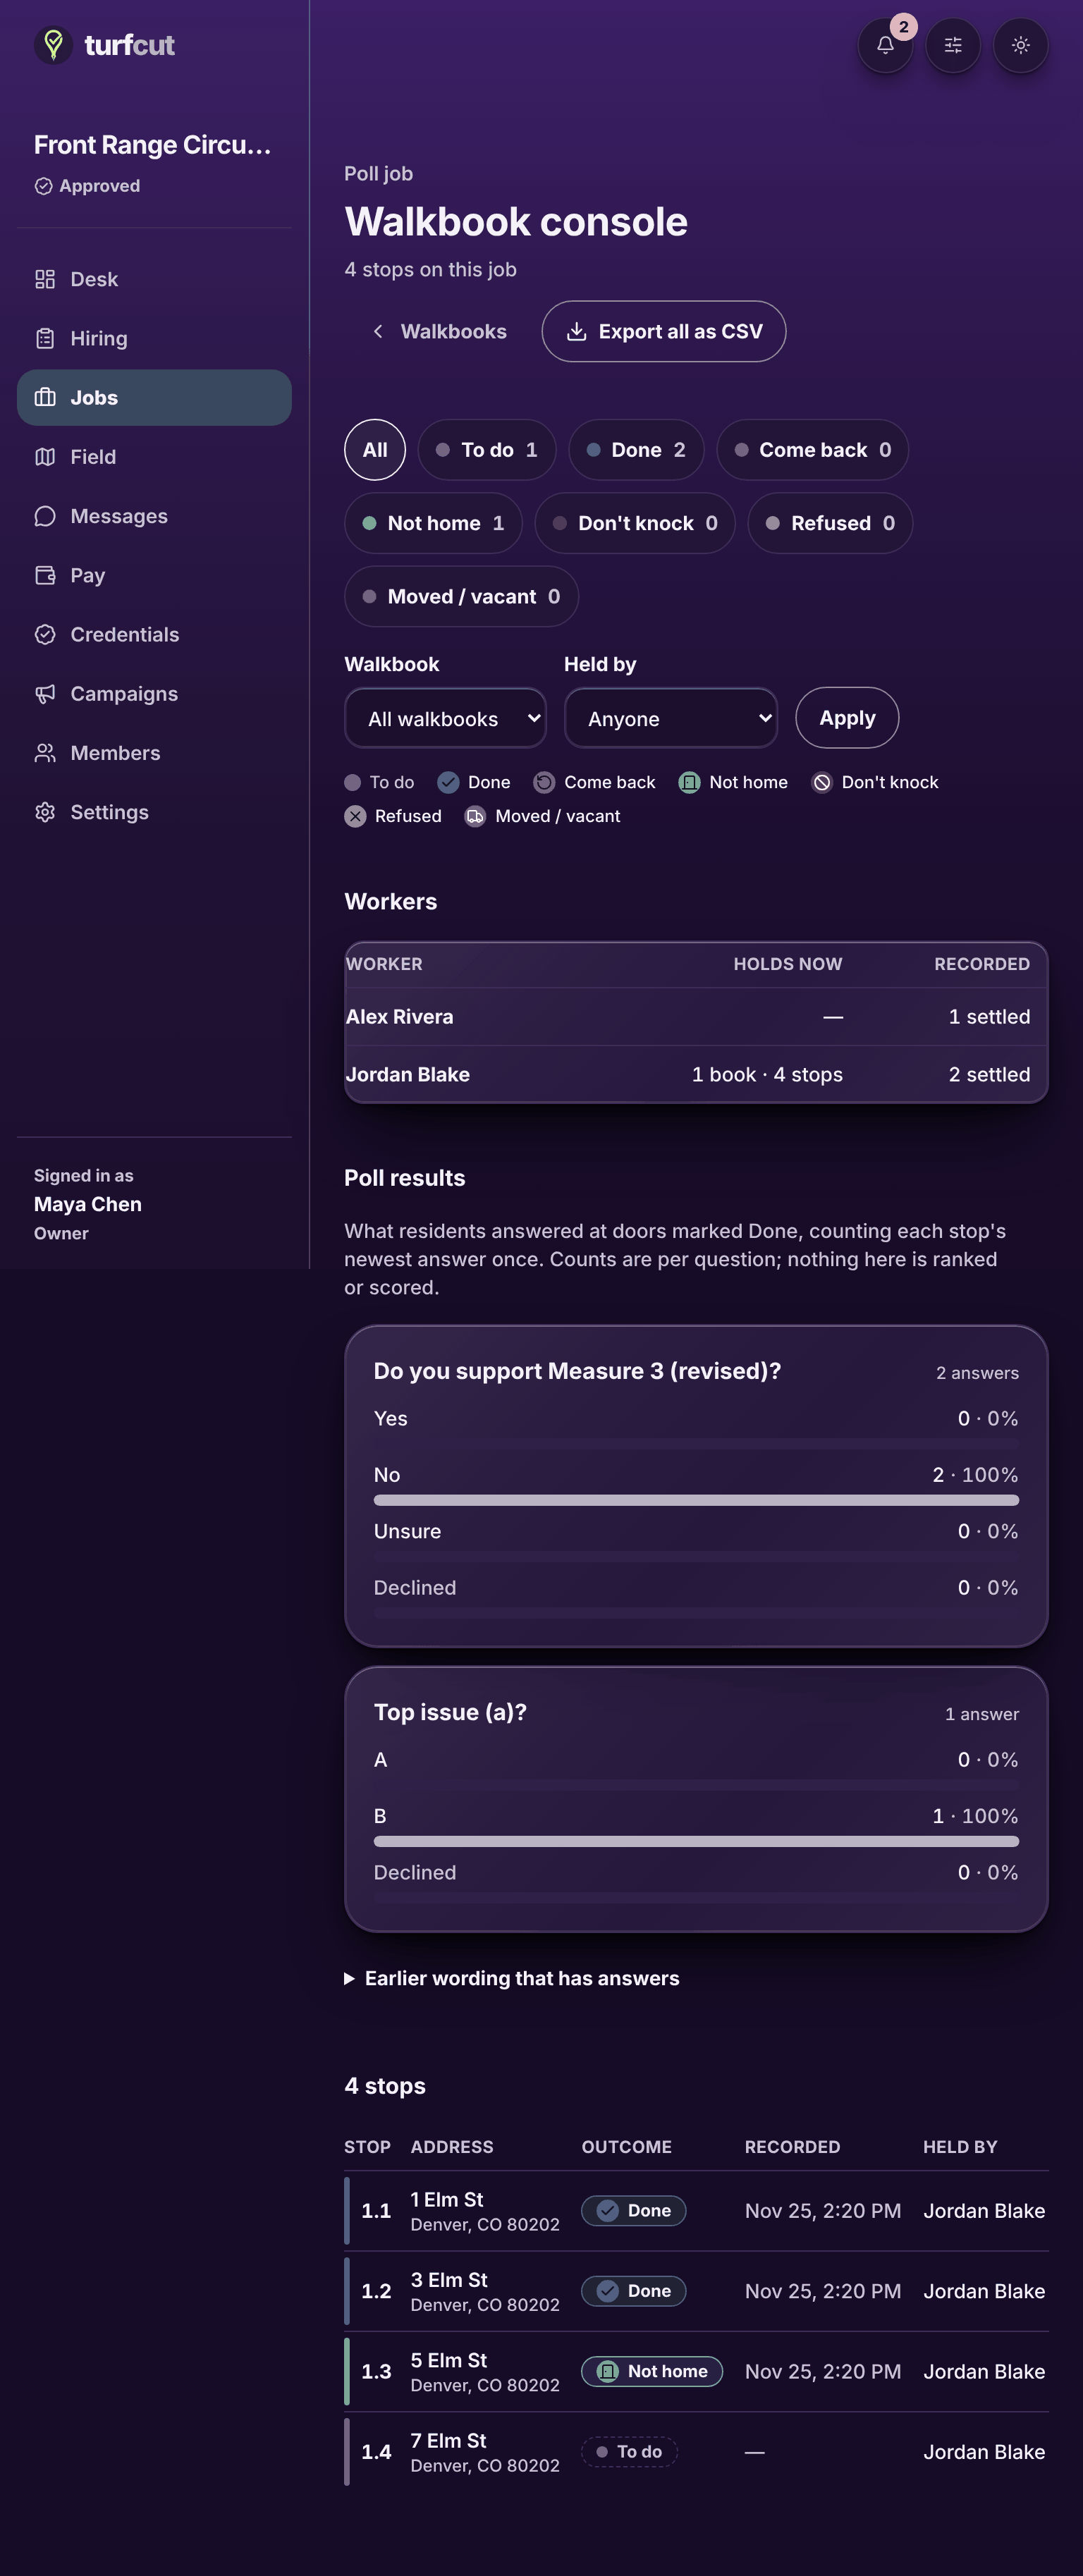 turfcut
2
Front Range Circu...
Approved
Desk
Hiring
Jobs
Field
Messages
Pay
Credentials
Campaigns
Members
Settings
Signed in as
Maya Chen
Owner
Poll job
Walkbook console
4 stops on this job
Walkbooks
Export all as CSV
All
To do 1
Done 2
Come back 0
Not home 1
Don't knock 0
Refused 0
Moved / vacant 0
Walkbook
Held by
All walkbooks
Anyone
Apply
To do
Done
Come back
Not home
Don't knock
Refused
Moved / vacant
Workers
WORKER HOLDS NOW RECORDED
Alex Rivera — 1 settled
Jordan Blake 1 book · 4 stops 2 settled
Poll results
What residents answered at doors marked Done, counting each stop's
newest answer once. Counts are per question; nothing here is ranked
or scored.
Do you support Measure 3 (revised)? 2 answers
Yes 0 · 0%
No 2 · 100%
Unsure 0 · 0%
Declined 0 · 0%
Top issue (a)? 1 answer
A 0 · 0%
B 1 · 100%
Declined 0 · 0%
Earlier wording that has answers
4 stops
STOP ADDRESS OUTCOME RECORDED HELD BY
1.1 1 Elm St Done Nov 25, 2:20 PM Jordan Blake
Denver, CO 80202
1.2 3 Elm St Done Nov 25, 2:20 PM Jordan Blake
Denver, CO 80202
1.3 5 Elm St Not home Nov 25, 2:20 PM Jordan Blake
Denver, CO 80202
1.4 7 Elm St To do — Jordan Blake
Denver, CO 80202